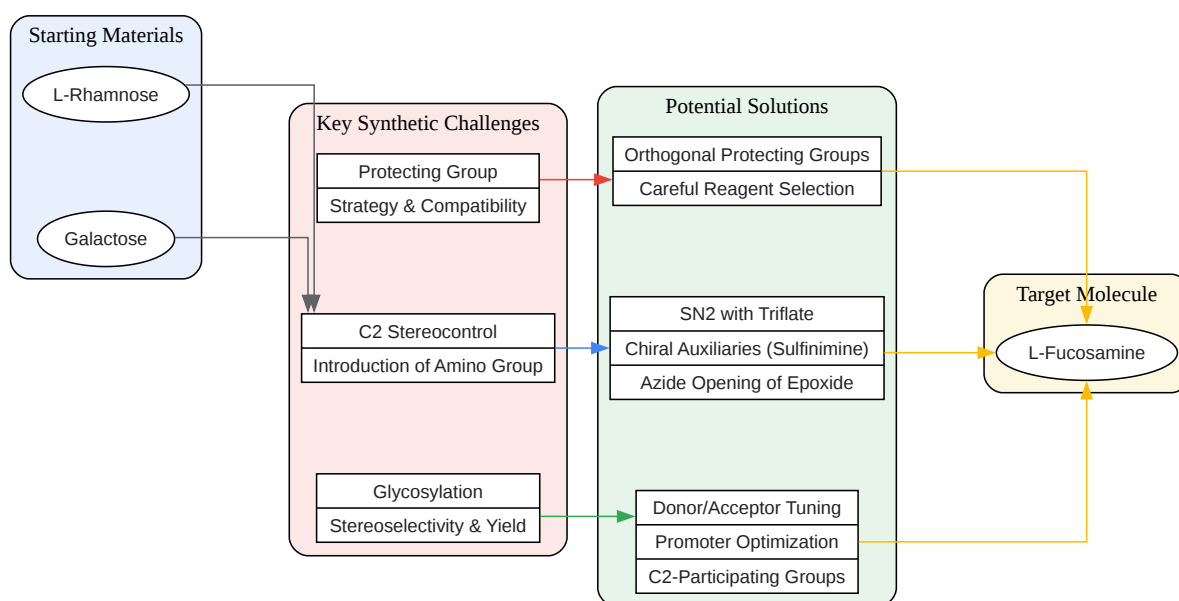 Starting Materials
L-Rhamnose
Galactose
Key Synthetic Challenges
Protecting Group
Strategy & Compatibility
C2 Stereocontrol
Introduction of Amino Group
Glycosylation
Stereoselectivity & Yield
Potential Solutions
Orthogonal Protecting Groups
Careful Reagent Selection
SN2 with Triflate
Chiral Auxiliaries (Sulfinimine)
Azide Opening of Epoxide
Donor/Acceptor Tuning
Promoter Optimization
C2-Participating Groups
Target Molecule
L-Fucosamine